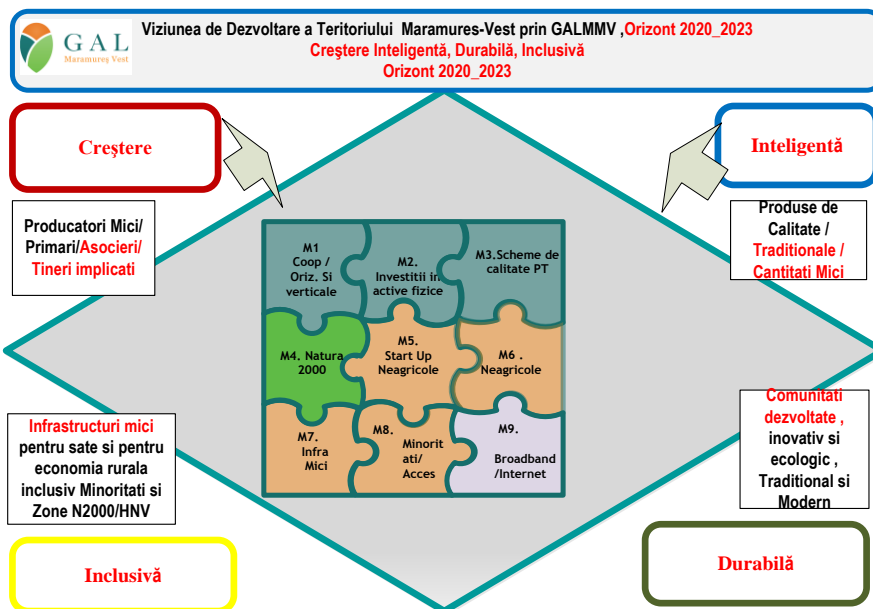 GAL
Maramureș Vest
Viziunea de Dezvoltare a Teritoriului Maramures-Vest prin GALMMV ,Orizont 2020_2023
Creștere Inteligentă, Durabilă, Inclusivă
Orizont 2020_2023
Creștere
Inteligentă
Producatori Mici/
Primari/Asocieri/
Tineri implicati
Produse de
Calitate /
Traditionale /
Cantitati Mici
M1
Coop /
Oriz. Si
verticale
M2.
Investitii in
active fizice
M3.Scheme de
calitate PT
M4. Natura
2000
M5.
Start Up
Neagricole
M6 .
Neagricole
M7.
Infra
Mici
M8.
Minorit
ati/
Acces
M9.
Broadband
/Internet
Infrastructuri mici
pentru sate si pentru
economia rurala
inclusiv Minoritati si
Zone N2000/HNV
Comunitati
dezvoltate ,
inovativ si
ecologic ,
Traditional si
Modern
Inclusivă
Durabilă